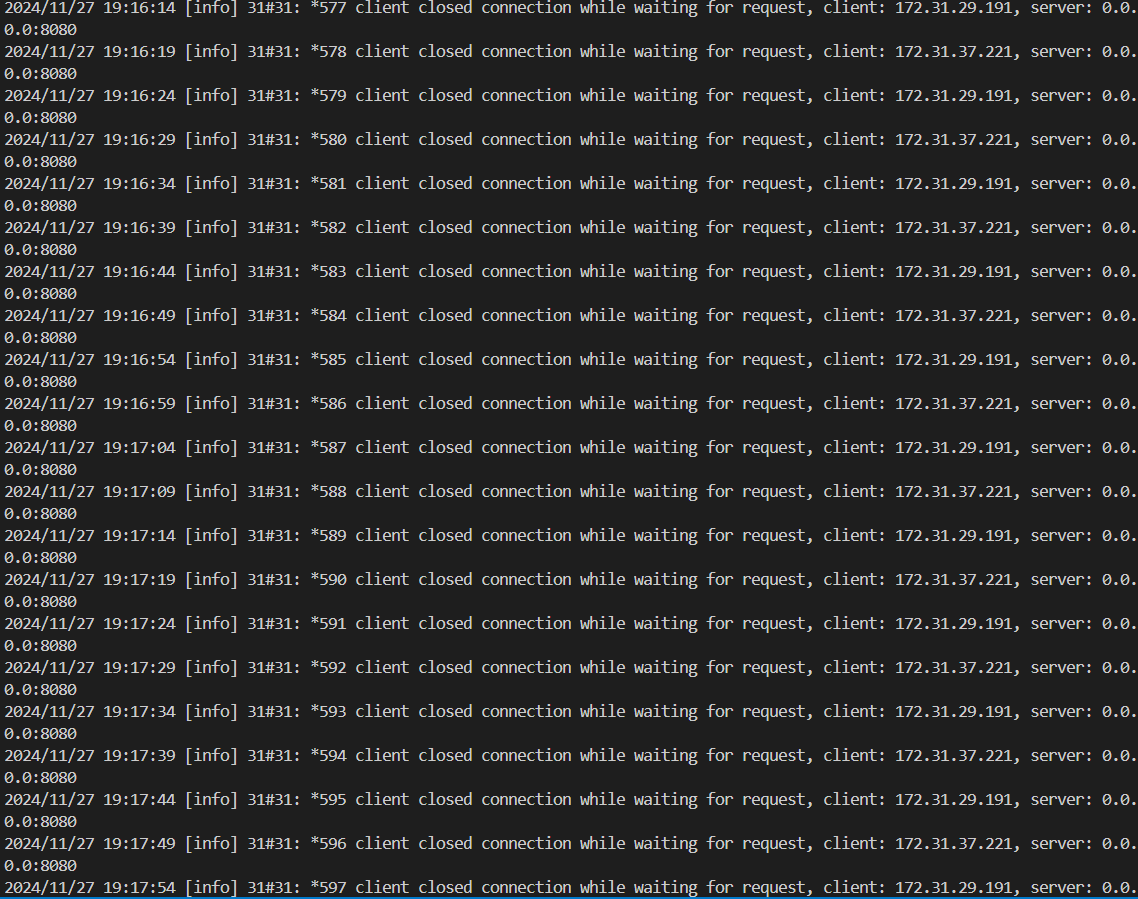 2024/11/27 19:16:14 [info] 31#31: *577 client closed connection while waiting for request, client: 172.31.29.191, server: 0.0.
0.0:8080
2024/11/27 19:16:19 [info] 31#31: *578 client closed connection while waiting for request, client: 172.31.37.221, server: 0.0.
0.0:8080
2024/11/27 19:16:24 [info] 31#31: *579 client closed connection while waiting for request, client: 172.31.29.191, server: 0.0.
0.0:8080
2024/11/27 19:16:29 [info] 31#31: *580 client closed connection while waiting for request, client: 172.31.37.221, server: 0.0.
0.0:8080
2024/11/27 19:16:34 [info] 31#31: *581 client closed connection while waiting for request, client: 172.31.29.191, server: 0.0.
0.0:8080
2024/11/27 19:16:39 [info] 31#31: *582 client closed connection while waiting for request, client: 172.31.37.221, server: 0.0.
0.0:8080
2024/11/27 19:16:44 [info] 31#31: *583 client closed connection while waiting for request, client: 172.31.29.191, server: 0.0.
0.0:8080
2024/11/27 19:16:49 [info] 31#31: *584 client closed connection while waiting for request, client: 172.31.37.221, server: 0.0.
0.0:8080
2024/11/27 19:16:54 [info] 31#31: *585 client closed connection while waiting for request, client: 172.31.29.191, server: 0.0.
0.0:8080
2024/11/27 19:16:59 [info] 31#31: *586 client closed connection while waiting for request, client: 172.31.37.221, server: 0.0.
0.0:8080
2024/11/27 19:17:04 [info] 31#31: *587 client closed connection while waiting for request, client: 172.31.29.191, server: 0.0.
0.0:8080
2024/11/27 19:17:09 [info] 31#31: *588 client closed connection while waiting for request, client: 172.31.37.221, server: 0.0.
0.0:8080
2024/11/27 19:17:14 [info] 31#31: *589 client closed connection while waiting for request, client: 172.31.29.191, server: 0.0.
0.0:8080
2024/11/27 19:17:19 [info] 31#31: *590 client closed connection while waiting for request, client: 172.31.37.221, server: 0.0.
0.0:8080
2024/11/27 19:17:24 [info] 31#31: *591 client closed connection while waiting for request, client: 172.31.29.191, server: 0.0.
0.0:8080
2024/11/27 19:17:29 [info] 31#31: *592 client closed connection while waiting for request, client: 172.31.37.221, server: 0.0.
0.0:8080
2024/11/27 19:17:34 [info] 31#31: *593 client closed connection while waiting for request, client: 172.31.29.191, server: 0.0.
0.0:8080
2024/11/27 19:17:39 [info] 31#31: *594 client closed connection while waiting for request, client: 172.31.37.221, server: 0.0.
0.0:8080
2024/11/27 19:17:44 [info] 31#31: *595 client closed connection while waiting for request, client: 172.31.29.191, server: 0.0.
0.0:8080
2024/11/27 19:17:49 [info] 31#31: *596 client closed connection while waiting for request, client: 172.31.37.221, server: 0.0.
0.0:8080
2024/11/27 19:17:54 [info] 31#31: *597 client closed connection while waiting for request, client: 172.31.29.191, server: 0.0.